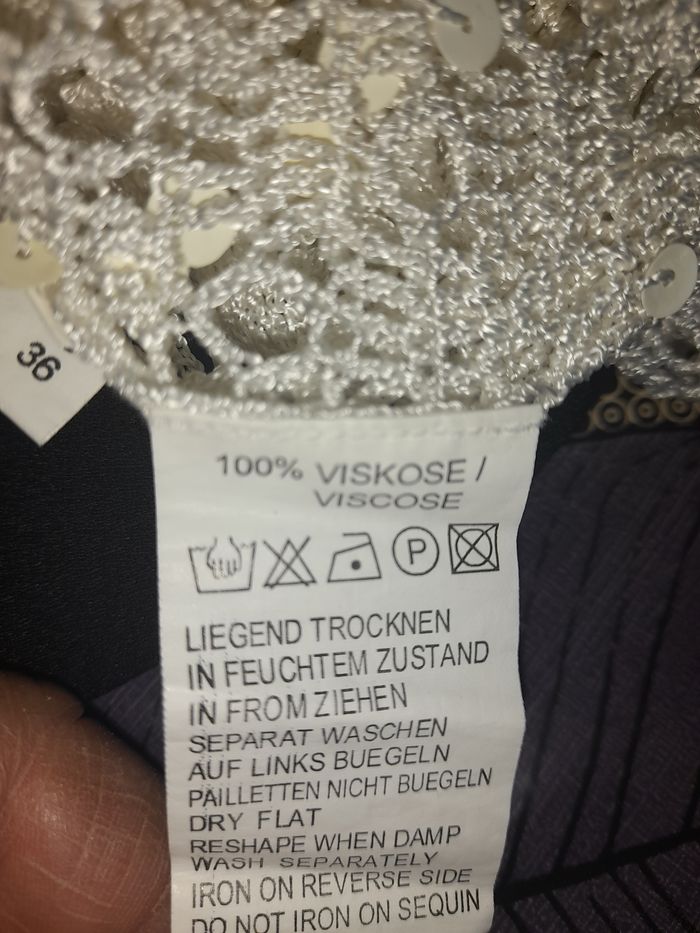 36
100% VISKOSE /
VISCOSE
P
LIEGEND TROCKNEN
IN FEUCHTEM ZUSTAND
IN FROM ZIEHEN
SEPARAT WASCHEN
AUF LINKS BUEGELN
PAILLETTEN NICHT BUEGELN
DRY FLAT
RESHAPE WHEN DAMP
WASH SEPARATELY
IRON ON REVERSE SIDE
DO NOT IRON ON SEQUIN